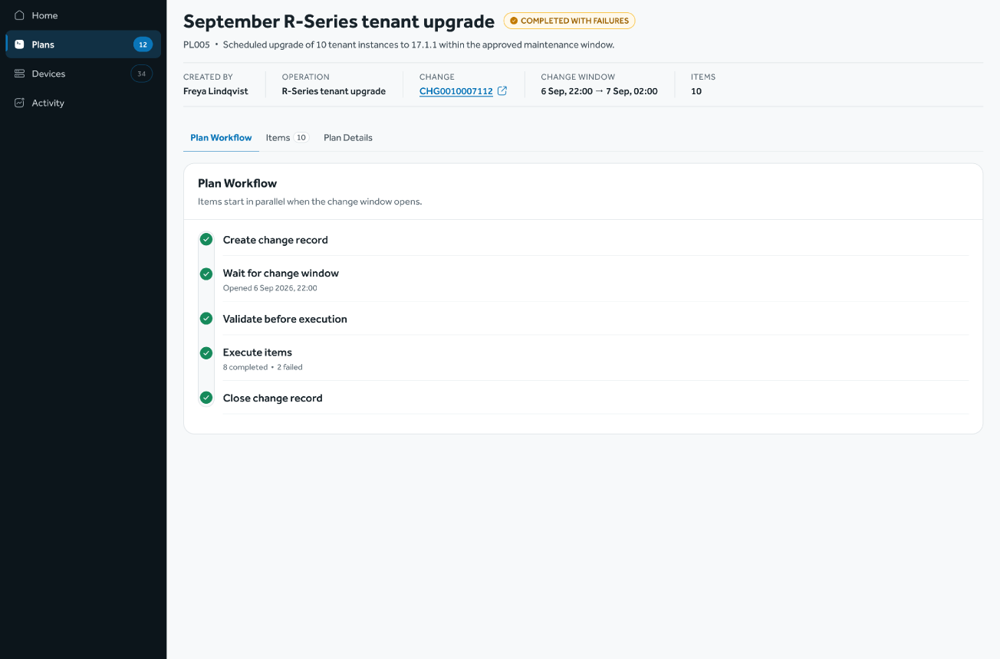 Home
Plans 12
Devices 34
Activity
September R-Series tenant upgrade COMPLETED WITH FAILURES
PL005 • Scheduled upgrade of 10 tenant instances to 17.1.1 within the approved maintenance window.
CREATED BY OPERATION CHANGE CHANGE WINDOW ITEMS
Freya Lindqvist R-Series tenant upgrade CHG0010007112 6 Sep, 22:00 → 7 Sep, 02:00 10
Plan Workflow Items 10 Plan Details
Plan Workflow
Items start in parallel when the change window opens.
Create change record
Wait for change window
Opened 6 Sep 2026, 22:00
Validate before execution
Execute items
8 completed • 2 failed
Close change record